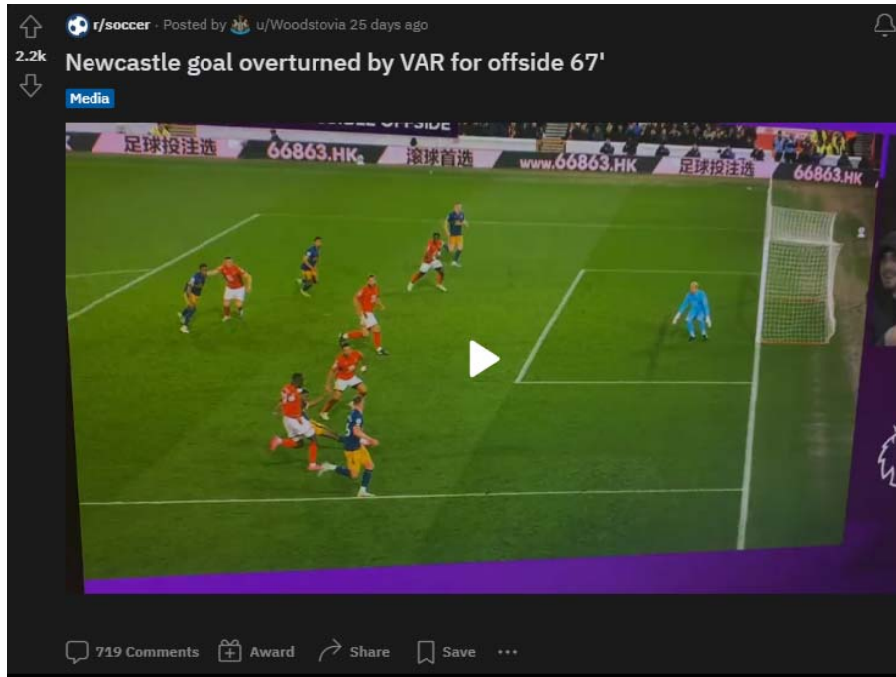 r/soccer · Posted by u/Woodstovia 25 days ago
2.2k
Newcastle goal overturned by VAR for offside 67'
Media
OFFSIDE
足球投注选 66863.HK 滚球首选 www.66863.HK 足球投注选 66863.HK
719 Comments Award Share Save ...